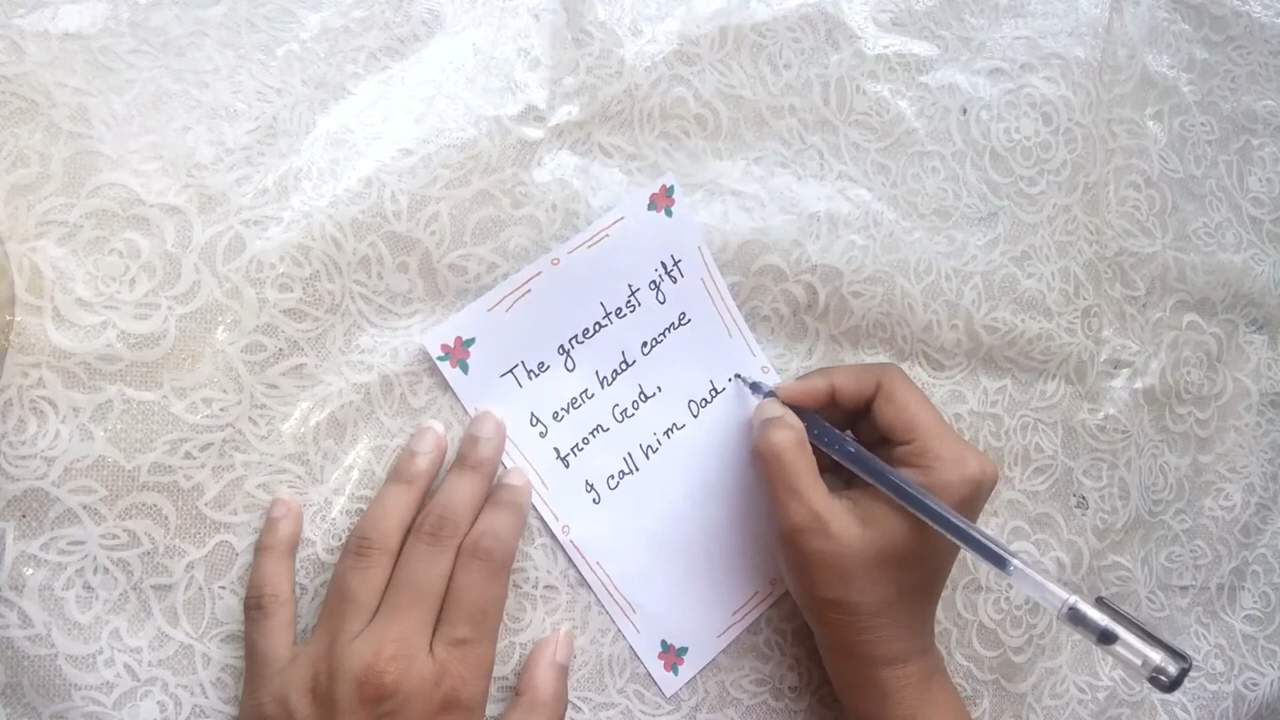 The greatest gift
I ever had came
from God,
I call him Dad.